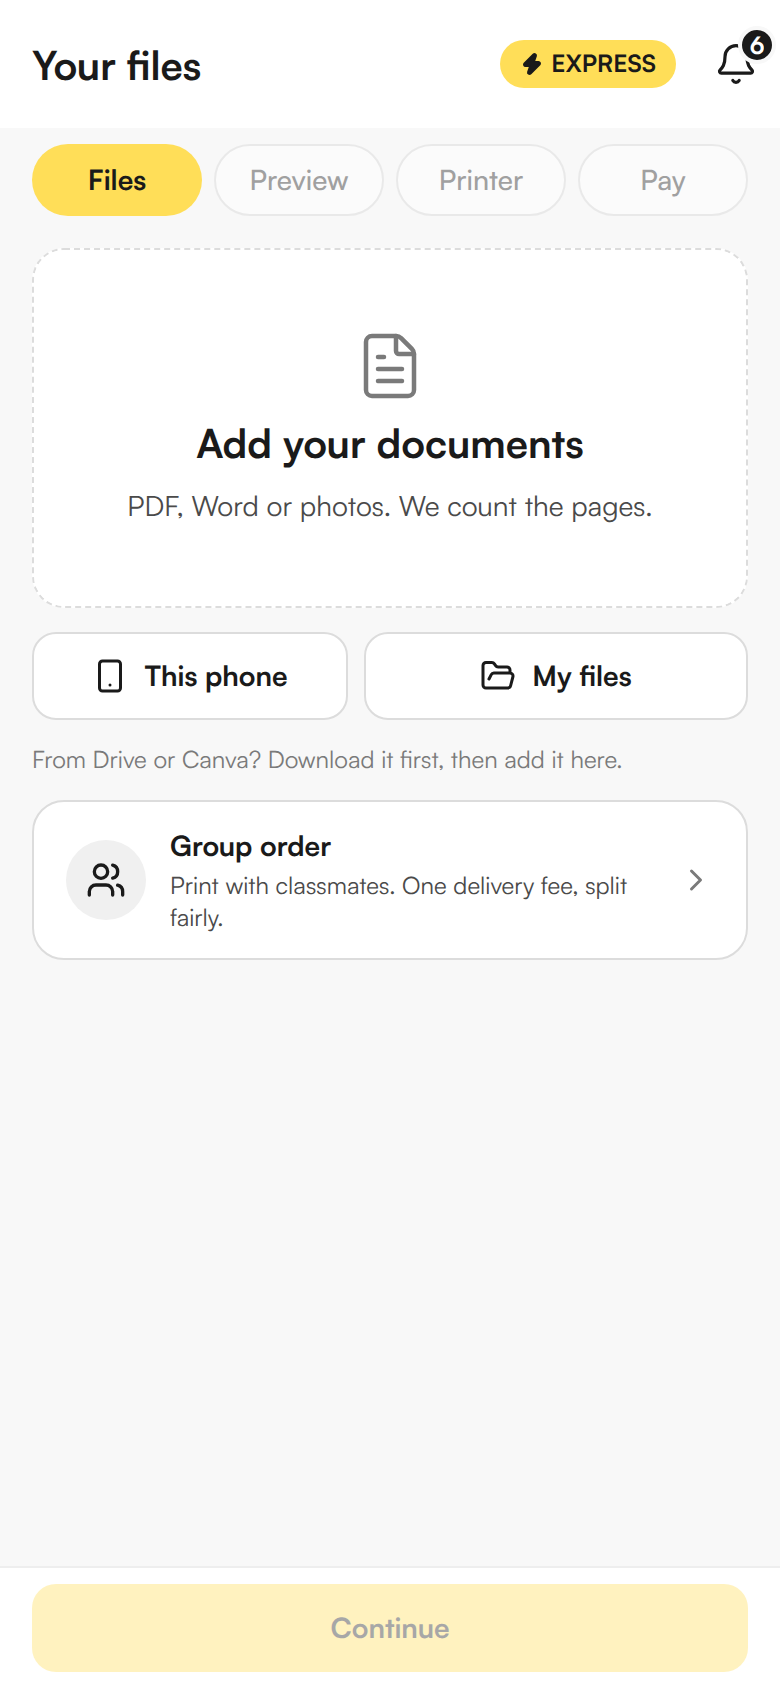 Your files
EXPRESS
6
Files
Preview
Printer
Pay
Add your documents
PDF, Word or photos. We count the pages.
This phone
My files
From Drive or Canva? Download it first, then add it here.
Group order
Print with classmates. One delivery fee, split
fairly.
Continue